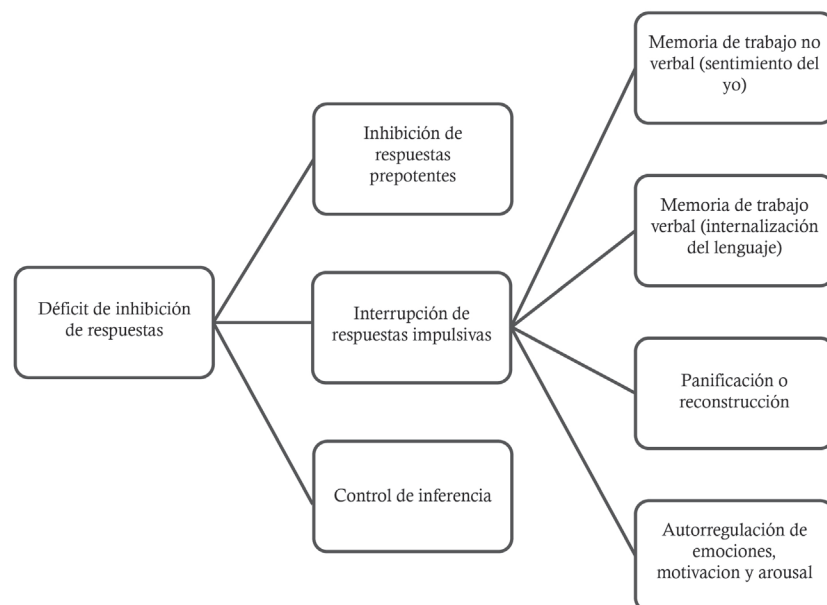 Déficit de inhibición
de respuestas
Inhibición de
respuestas
prepotentes
Interrupción de
respuestas impulsivas
Control de inferencia
Memoria de trabajo no
verbal (sentimiento del
yo)
Memoria de trabajo
verbal (internalización
del lenguaje)
Panificación o
reconstrucción
Autorregulación de
emociones,
motivacion y arousal